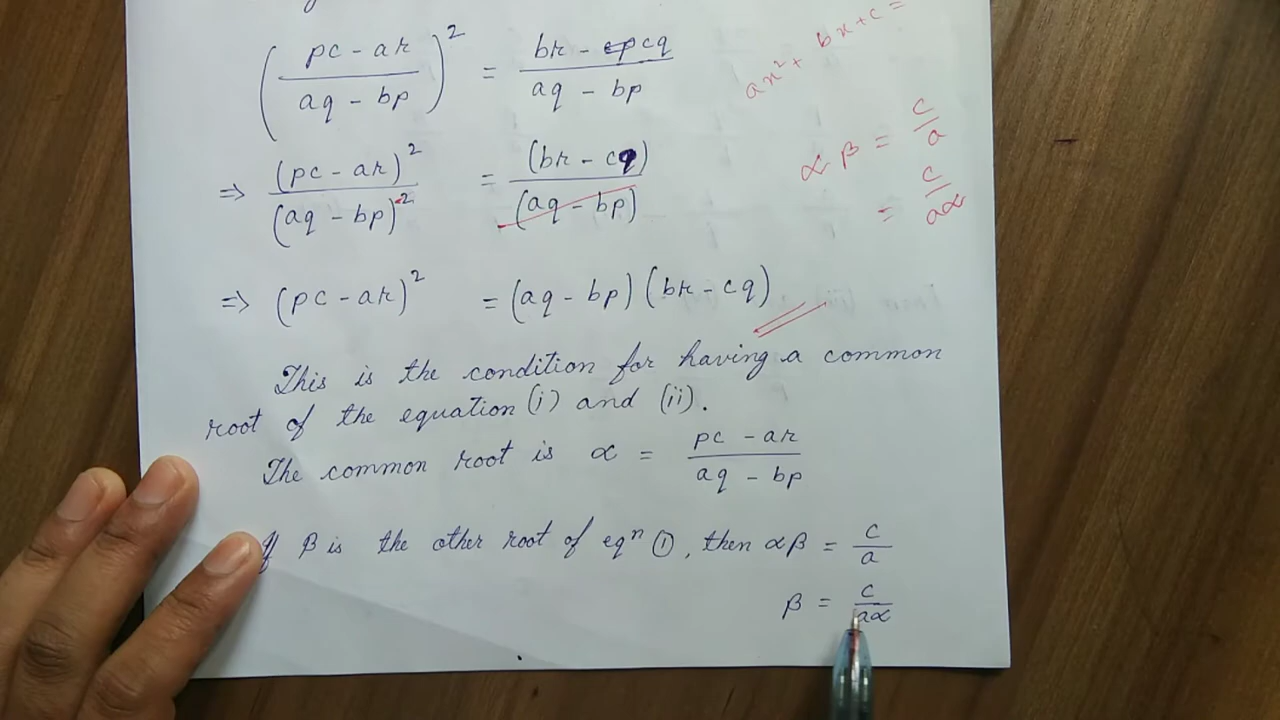 (pc - ar / aq - bp)² = br - cq / aq - bp
⇒ (pc - ar)² / (aq - bp)² = (br - cq) / (aq - bp)
⇒ (pc - ar)² = (aq - bp)(br - cq)
This is the condition for having a common
root of the equation (i) and (ii).
The common root is α = pc - ar / aq - bp
If β is the other root of eqⁿ ①, then αβ = c/a
β = c/aα
ax² + bx + c =
αβ = c/a
= c/aα